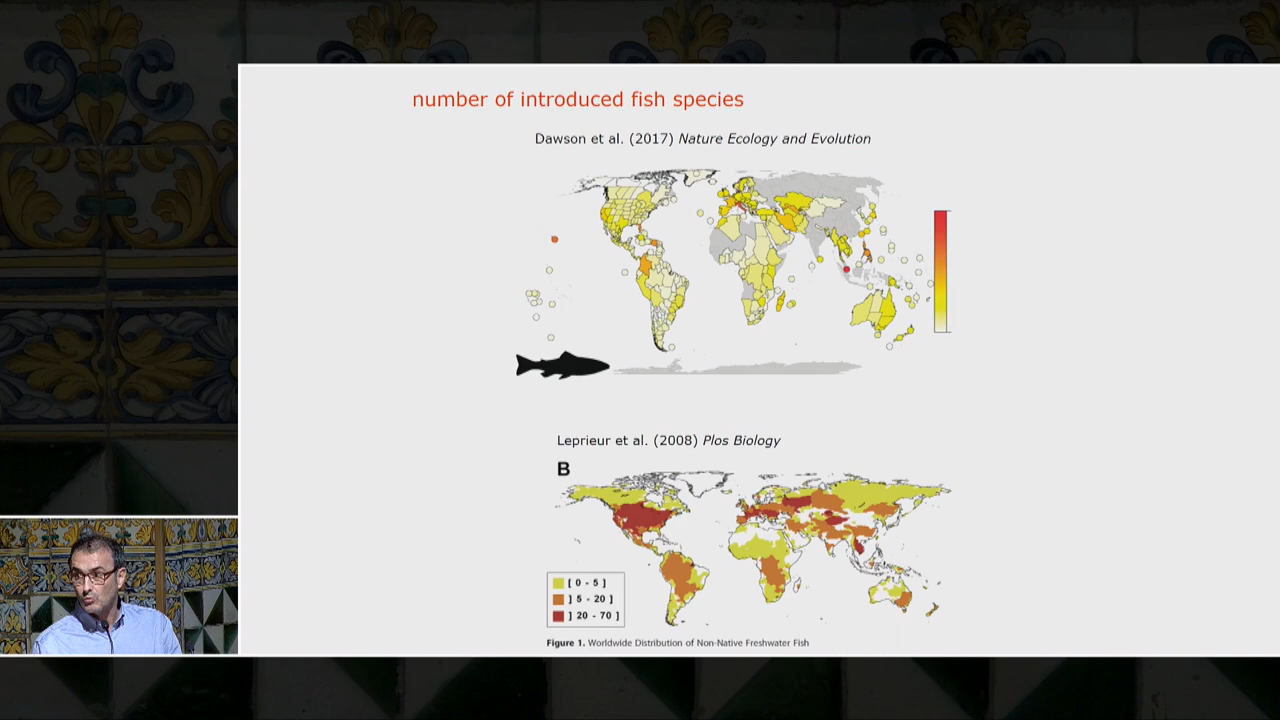 number of introduced fish species
Dawson et al. (2017) Nature Ecology and Evolution
Leprieur et al. (2008) Plos Biology
B
[ 0 - 5 ]
] 5 - 20 ]
] 20 - 70 ]
Figure 1. Worldwide Distribution of Non-Native Freshwater Fish